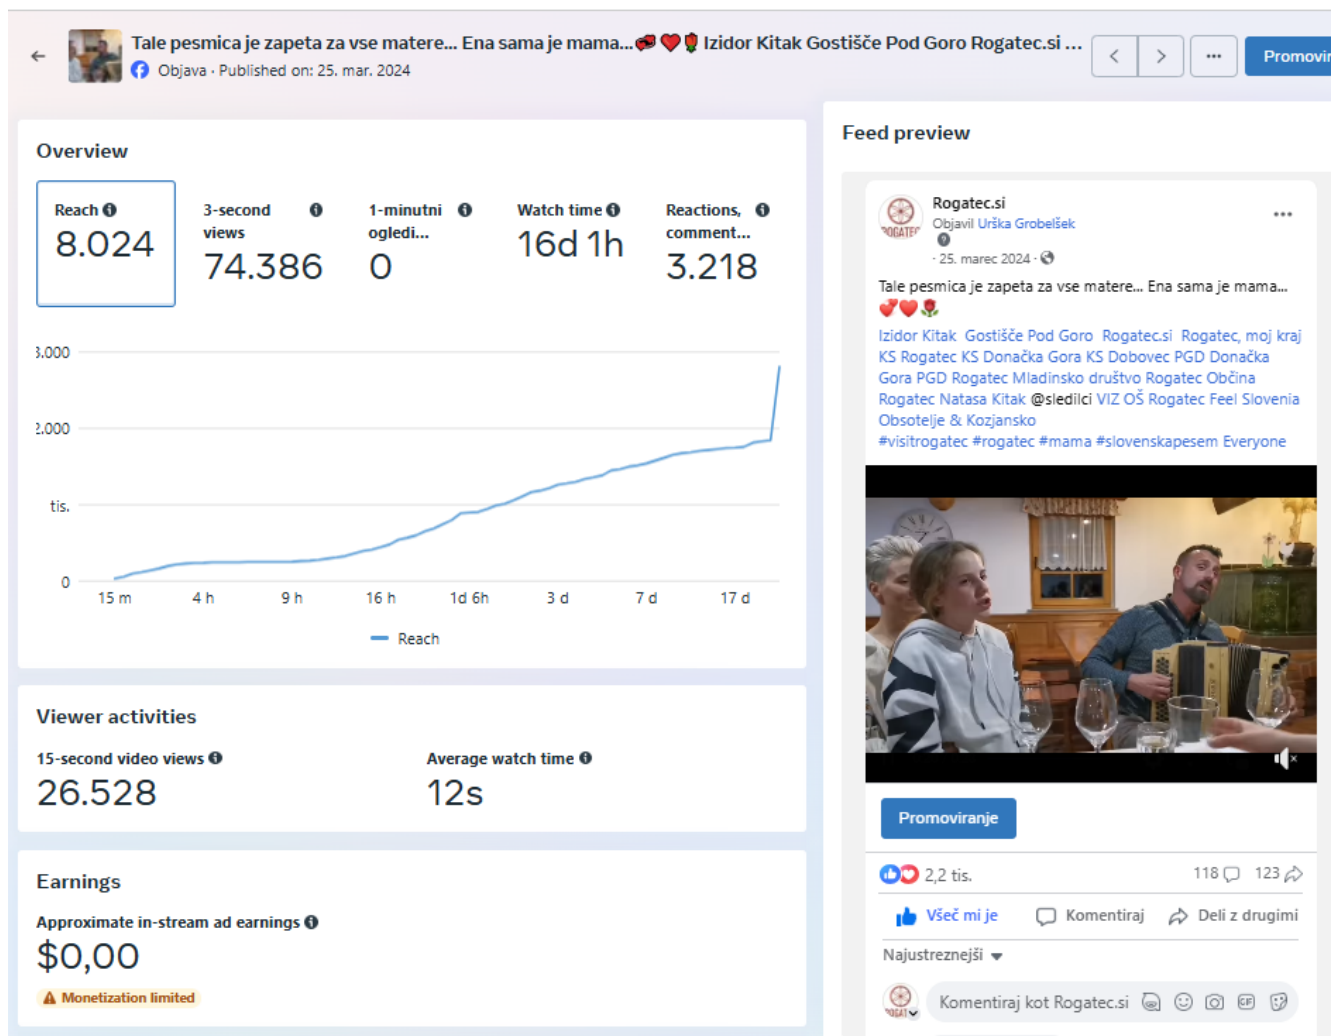 Tale pesmica je zapeta za vse matere... Ena sama je mama...💕❤️🌹 Izidor Kitak Gostišče Pod Goro Rogatec.si ...
Objava · Published on: 25. mar. 2024
Promovir
Overview
Reach
8.024
3-second views
74.386
1-minutni ogledi...
0
Watch time
16d 1h
Reactions, comment...
3.218
3.000
2.000
tis.
0
15 m 4 h 9 h 16 h 1d 6h 3 d 7 d 17 d
Reach
Viewer activities
15-second video views
26.528
Average watch time
12s
Earnings
Approximate in-stream ad earnings
$0,00
Monetization limited
Feed preview
Rogatec.si
Objavil Urška Grobelšek
· 25. marec 2024 ·
Tale pesmica je zapeta za vse matere... Ena sama je mama...
💕❤️🌹
Izidor Kitak Gostišče Pod Goro Rogatec.si Rogatec, moj kraj
KS Rogatec KS Donačka Gora KS Dobovec PGD Donačka
Gora PGD Rogatec Mladinsko društvo Rogatec Občina
Rogatec Natasa Kitak @sledilci VIZ OŠ Rogatec Feel Slovenia
Obsotelje & Kozjansko
#visitrogatec #rogatec #mama #slovenskapesem Everyone
Promoviranje
2,2 tis.
118 123
Všeč mi je Komentiraj Deli z drugimi
Najustreznejši
Komentiraj kot Rogatec.si
GIF